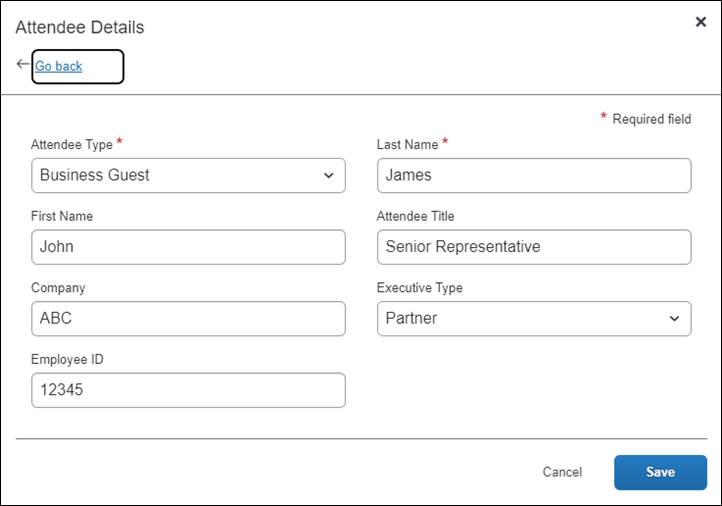 Attendee Details
Go back
* Required field
Attendee Type *
Last Name *
Business Guest
James
First Name
Attendee Title
John
Senior Representative
Company
Executive Type
ABC
Partner
Employee ID
12345
Cancel
Save